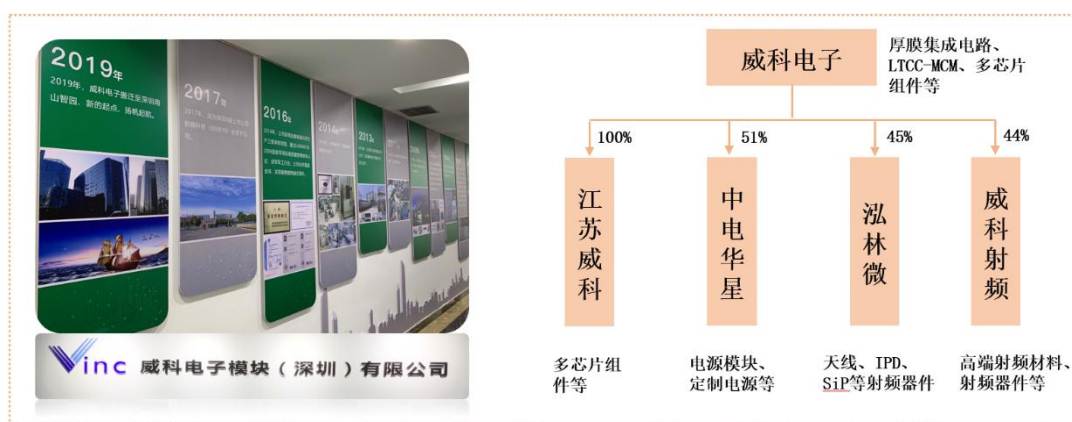 2019年
2019年，威科电子搬迁至深圳南
山智园，新的起点，扬帆起航。
2017年
2016年
2014年
2013年
Vinc 威科电子模块（深圳）有限公司
威科电子
厚膜集成电路、
LTCC-MCM、多芯片
组件等
100%
51%
45%
44%
江苏威科
中电华星
泓林微
威科射频
多芯片组
件等
电源模块、
定制电源等
天线、IPD、
SiP等射频器件
高端射频材料、
射频器件等